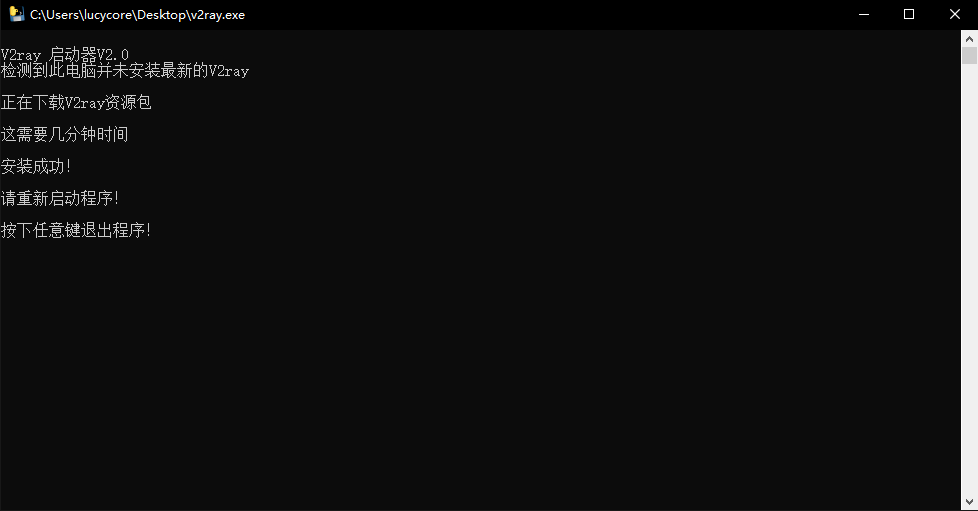 C:\Users\lucycore\Desktop\v2ray.exe
V2ray 启动器V2.0
检测到此电脑并未安装最新的V2ray
正在下载V2ray资源包
这需要几分钟时间
安装成功!
请重新启动程序!
按下任意键退出程序!